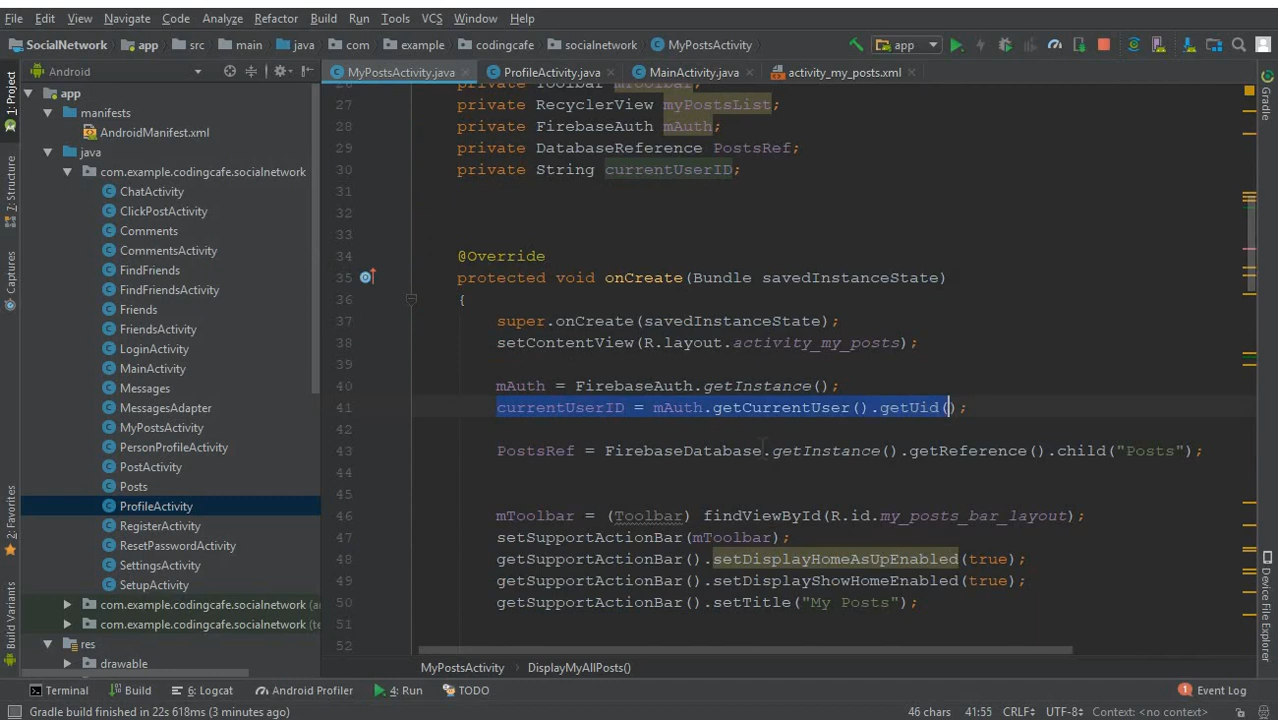 File Edit View Navigate Code Analyze Refactor Build Run Tools VCS Window Help
SocialNetwork app src main java com example codingcafe socialnetwork MyPostsActivity app
Android MyPostsActivity.java ProfileActivity.java MainActivity.java activity_my_posts.xml
1: Project
7: Structure
Captures
2: Favorites
Build Variants
app
manifests
AndroidManifest.xml
java
com.example.codingcafe.socialnetwork
ChatActivity
ClickPostActivity
Comments
CommentsActivity
FindFriends
FindFriendsActivity
Friends
FriendsActivity
LoginActivity
MainActivity
Messages
MessagesAdapter
MyPostsActivity
PersonProfileActivity
PostActivity
Posts
ProfileActivity
RegisterActivity
ResetPasswordActivity
SettingsActivity
SetupActivity
com.example.codingcafe.socialnetwork (ar
com.example.codingcafe.socialnetwork (te
res
drawable
26 private Toolbar mToolbar;
27 private RecyclerView myPostsList;
28 private FirebaseAuth mAuth;
29 private DatabaseReference PostsRef;
30 private String currentUserID;
31
32
33
34 @Override
35 protected void onCreate(Bundle savedInstanceState)
36 {
37 super.onCreate(savedInstanceState);
38 setContentView(R.layout.activity_my_posts);
39
40 mAuth = FirebaseAuth.getInstance();
41 currentUserID = mAuth.getCurrentUser().getUid();
42
43 PostsRef = FirebaseDatabase.getInstance().getReference().child("Posts");
44
45
46 mToolbar = (Toolbar) findViewById(R.id.my_posts_bar_layout);
47 setSupportActionBar(mToolbar);
48 getSupportActionBar().setDisplayHomeAsUpEnabled(true);
49 getSupportActionBar().setDisplayShowHomeEnabled(true);
50 getSupportActionBar().setTitle("My Posts");
51
52
Gradle
Device File Explorer
MyPostsActivity DisplayMyAllPosts()
Terminal Build 6: Logcat Android Profiler 4: Run TODO 1 Event Log
Gradle build finished in 22s 618ms (3 minutes ago) 46 chars 41:55 CRLF÷ UTF-8÷ Context: <no context>